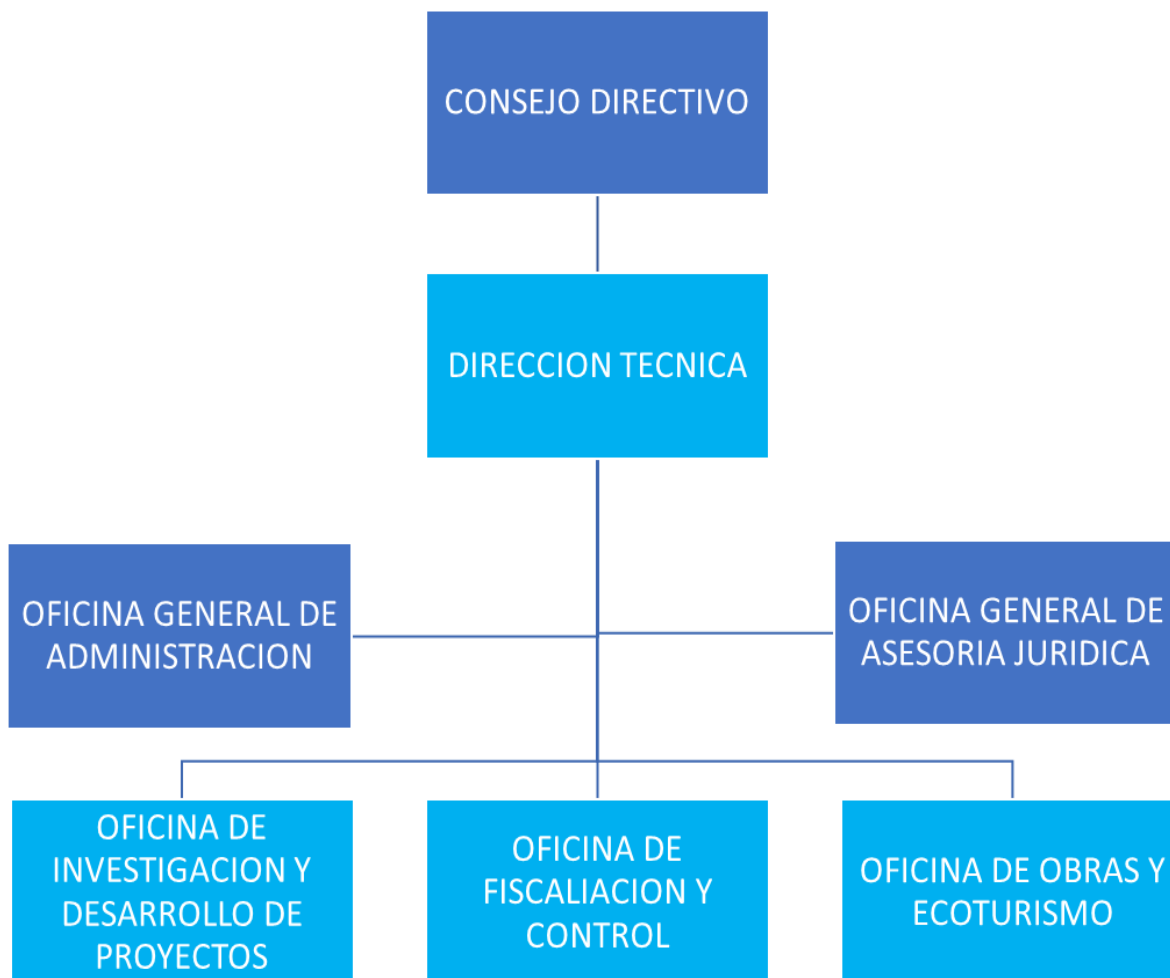 CONSEJO DIRECTIVO
DIRECCION TECNICA
OFICINA GENERAL DE
ADMINISTRACION
OFICINA GENERAL DE
ASESORIA JURIDICA
OFICINA DE
INVESTIGACION Y
DESARROLLO DE
PROYECTOS
OFICINA DE
FISCALIACION Y
CONTROL
OFICINA DE OBRAS Y
ECOTURISMO